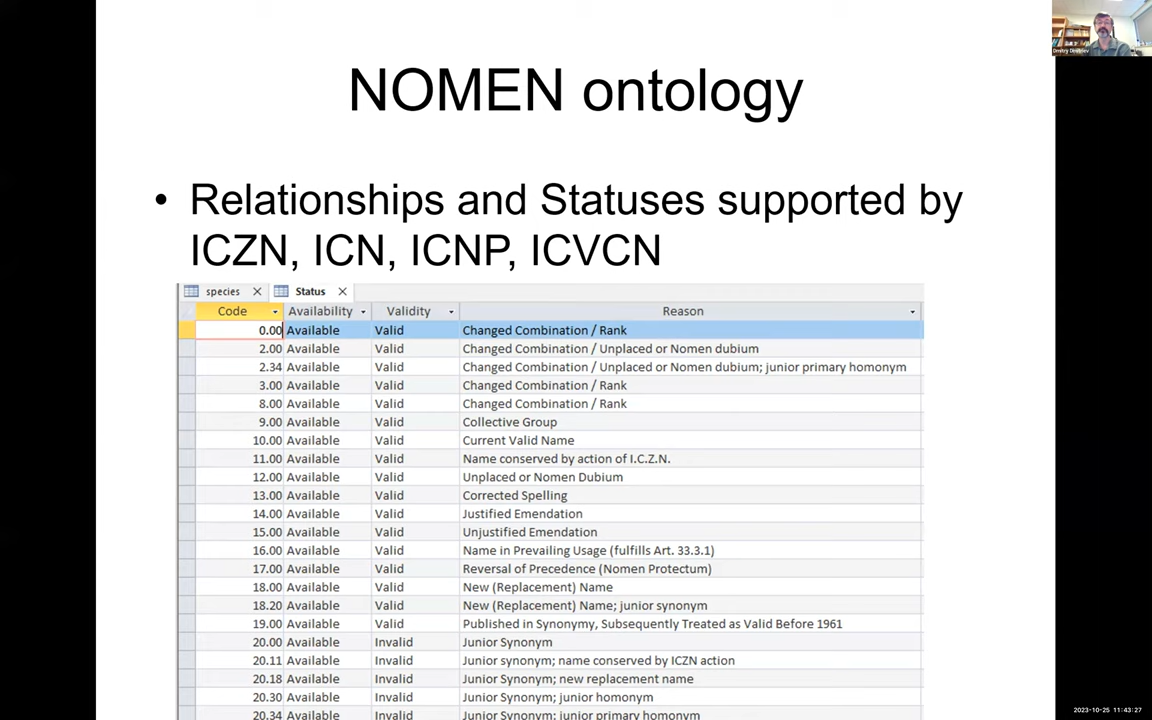 NOMEN ontology
• Relationships and Statuses supported by
ICZN, ICN, ICNP, ICVCN
species Status
Code Availability Validity Reason
0.00 Available Valid Changed Combination / Rank
2.00 Available Valid Changed Combination / Unplaced or Nomen dubium
2.34 Available Valid Changed Combination / Unplaced or Nomen dubium; junior primary homonym
3.00 Available Valid Changed Combination / Rank
8.00 Available Valid Changed Combination / Rank
9.00 Available Valid Collective Group
10.00 Available Valid Current Valid Name
11.00 Available Valid Name conserved by action of I.C.Z.N.
12.00 Available Valid Unplaced or Nomen Dubium
13.00 Available Valid Corrected Spelling
14.00 Available Valid Justified Emendation
15.00 Available Valid Unjustified Emendation
16.00 Available Valid Name in Prevailing Usage (fulfills Art. 33.3.1)
17.00 Available Valid Reversal of Precedence (Nomen Protectum)
18.00 Available Valid New (Replacement) Name
18.20 Available Valid New (Replacement) Name; junior synonym
19.00 Available Valid Published in Synonymy, Subsequently Treated as Valid Before 1961
20.00 Available Invalid Junior Synonym
20.11 Available Invalid Junior synonym; name conserved by ICZN action
20.18 Available Invalid Junior Synonym; new replacement name
20.30 Available Invalid Junior Synonym; junior homonym
20.34 Available Invalid Junior Synonym; junior primary homonym
Dmitry Dmitriev
2023-10-25 11:43:27